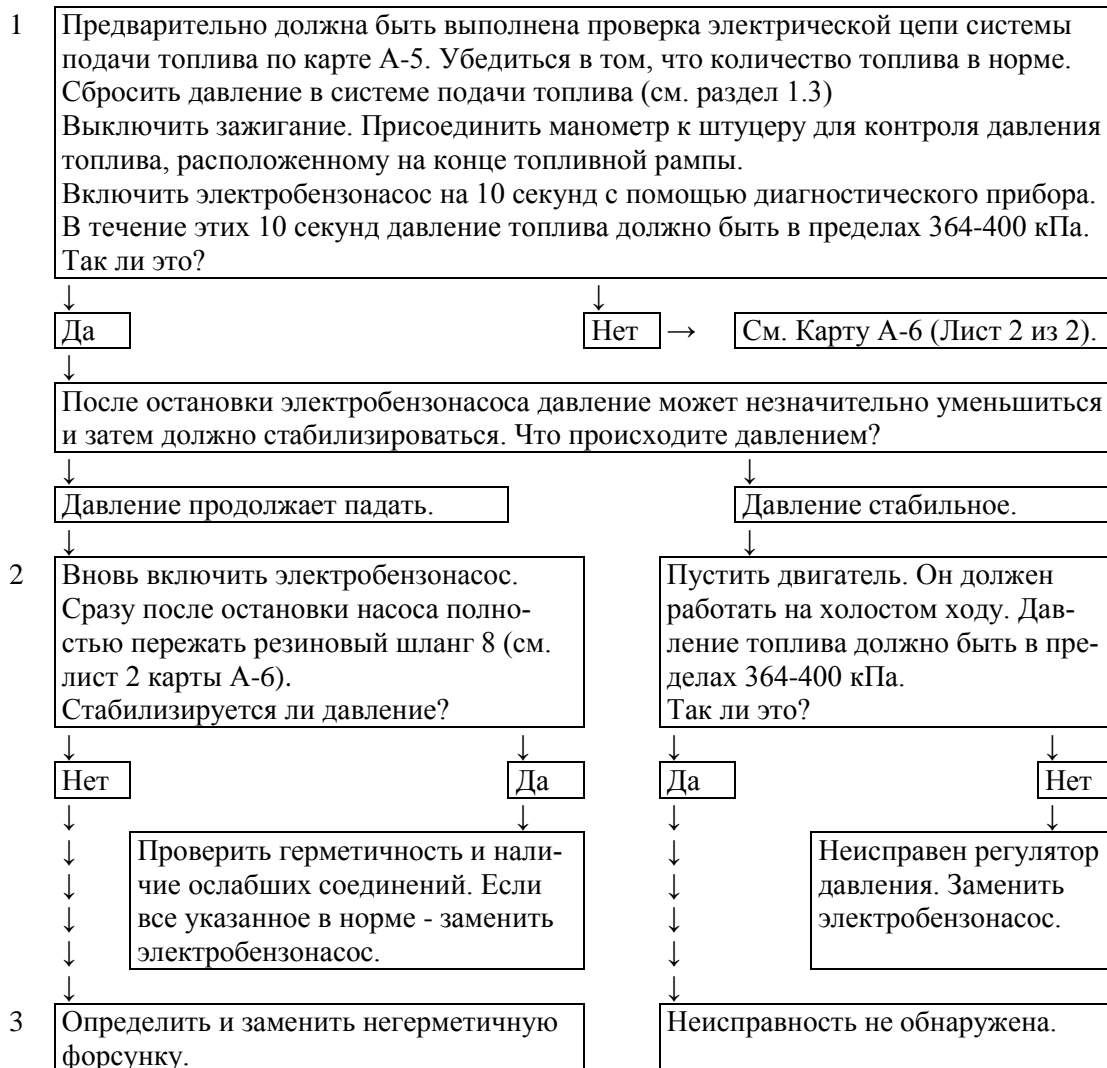 1 Предварительно должна быть выполнена проверка электрической цепи системы
подачи топлива по карте А-5. Убедиться в том, что количество топлива в норме.
Сбросить давление в системе подачи топлива (см. раздел 1.3)
Выключить зажигание. Присоединить манометр к штуцеру для контроля давления
топлива, расположенному на конце топливной рампы.
Включить электробензонасос на 10 секунд с помощью диагностического прибора.
В течение этих 10 секунд давление топлива должно быть в пределах 364-400 кПа.
Так ли это?
↓ ↓
Да Нет → См. Карту А-6 (Лист 2 из 2).
↓
После остановки электробензонасоса давление может незначительно уменьшиться
и затем должно стабилизироваться. Что происходите давлением?
↓ ↓
Давление продолжает падать. Давление стабильное.
↓ ↓
2 Вновь включить электробензонасос.
Сразу после остановки насоса полно-
стью пережать резиновый шланг 8 (см.
лист 2 карты А-6).
Стабилизируется ли давление?
Пустить двигатель. Он должен
работать на холостом ходу. Дав-
ление топлива должно быть в пре-
делах 364-400 кПа.
Так ли это?
↓ ↓ ↓ ↓
Нет Да Да Нет
↓ ↓ ↓ ↓
↓ Проверить герметичность и нали-
↓ чие ослабших соединений. Если
↓ все указанное в норме - заменить
↓ электробензонасос.
↓
↓ Неисправен регулятор
↓ давления. Заменить
↓ электробензонасос.
↓
↓
3 Определить и заменить негерметичную
форсунку.
Неисправность не обнаружена.